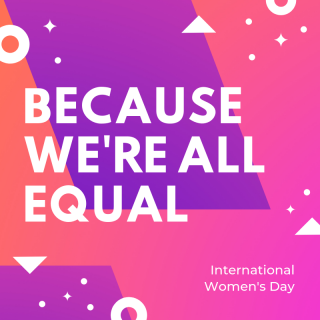 BECAUSE
WE'RE ALL
EQUAL
International
Women's Day